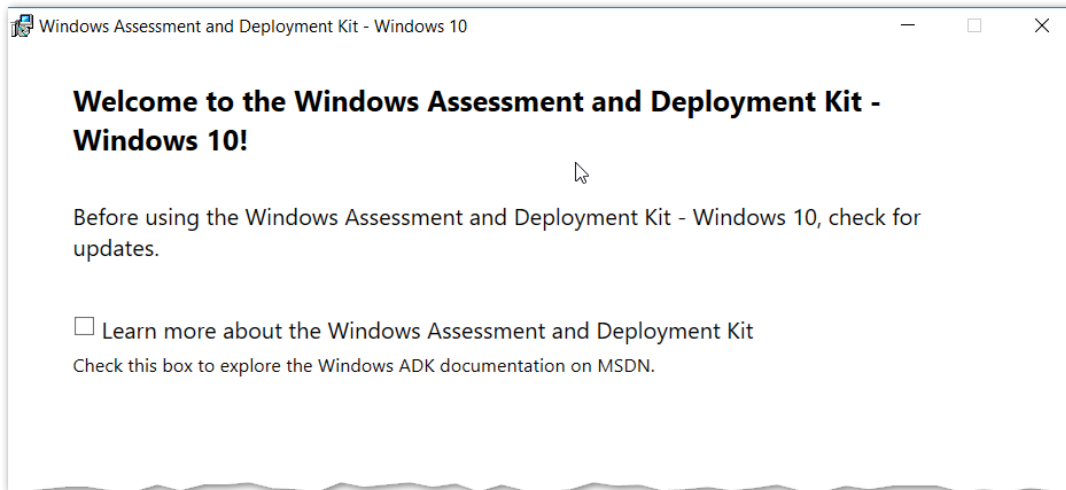 Windows Assessment and Deployment Kit - Windows 10
Welcome to the Windows Assessment and Deployment Kit -
Windows 10!
Before using the Windows Assessment and Deployment Kit - Windows 10, check for
updates.
Learn more about the Windows Assessment and Deployment Kit
Check this box to explore the Windows ADK documentation on MSDN.